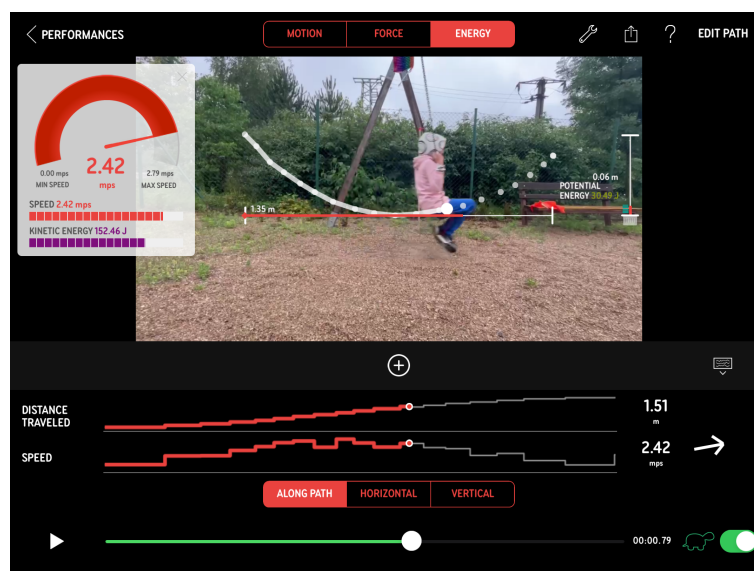 PERFORMANCES
MOTION
FORCE
ENERGY
?
EDIT PATH
0.00 mps
MIN SPEED
2.42
mps
2.79 mps
MAX SPEED
SPEED 2.42 mps
KINETIC ENERGY 152.46 J
1.35 m
0.06 m
POTENTIAL
ENERGY 30.49 J
DISTANCE
TRAVELED
1.51
m
SPEED
2.42
mps
ALONG PATH
HORIZONTAL
VERTICAL
00:00.79